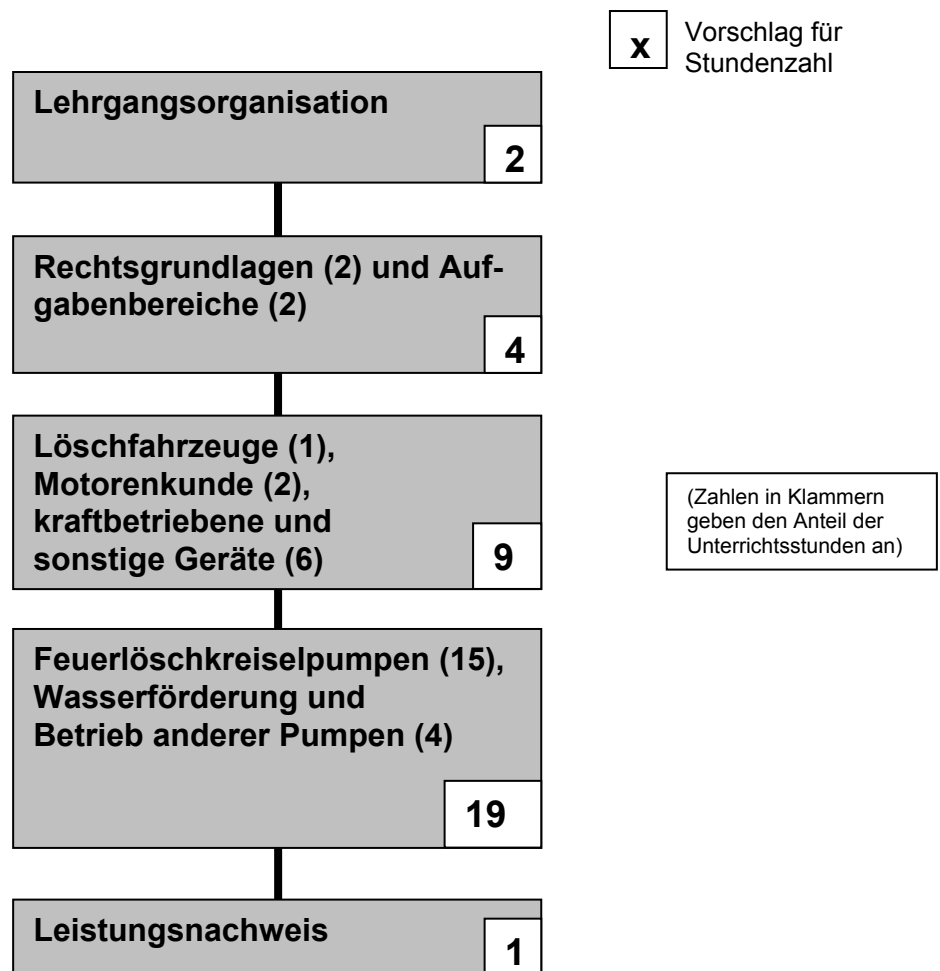 x
Vorschlag für
Stundenzahl
Lehrgangsorganisation
2
Rechtsgrundlagen (2) und Auf-
gabenbereiche (2)
4
Löschfahrzeuge (1),
Motorenkunde (2),
kraftbetriebene und
sonstige Geräte (6)
9
(Zahlen in Klammern
geben den Anteil der
Unterrichtsstunden an)
Feuerlöschkreiselpumpen (15),
Wasserförderung und
Betrieb anderer Pumpen (4)
19
Leistungsnachweis
1